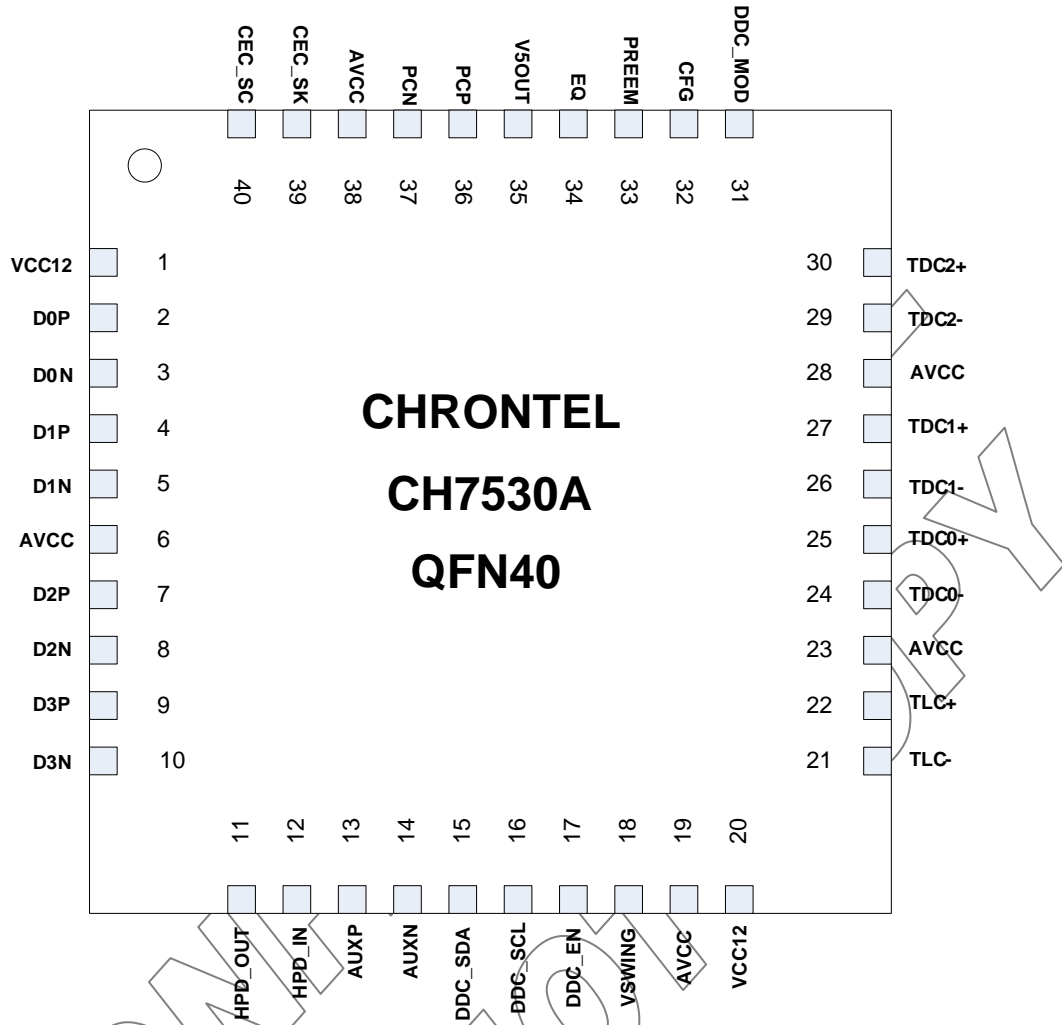 CEC_SC
CEC_SK
AVCC
PCN
PCP
V5OUT
EQ
PREEM
CFG
DDC_MOD
40
39
38
37
36
35
34
33
32
31
VCC12 1
D0P 2
D0N 3
D1P 4
D1N 5
AVCC 6
D2P 7
D2N 8
D3P 9
D3N 10
CHRONTEL
CH7530A
QFN40
30 TDC2+
29 TDC2-
28 AVCC
27 TDC1+
26 TDC1-
25 TDC0+
24 TDC0-
23 AVCC
22 TLC+
21 TLC-
11
12
13
14
15
16
17
18
19
20
HPD_OUT
HPD_IN
AUXP
AUXN
DDC_SDA
DDC_SCL
DDC_EN
VSWING
AVCC
VCC12